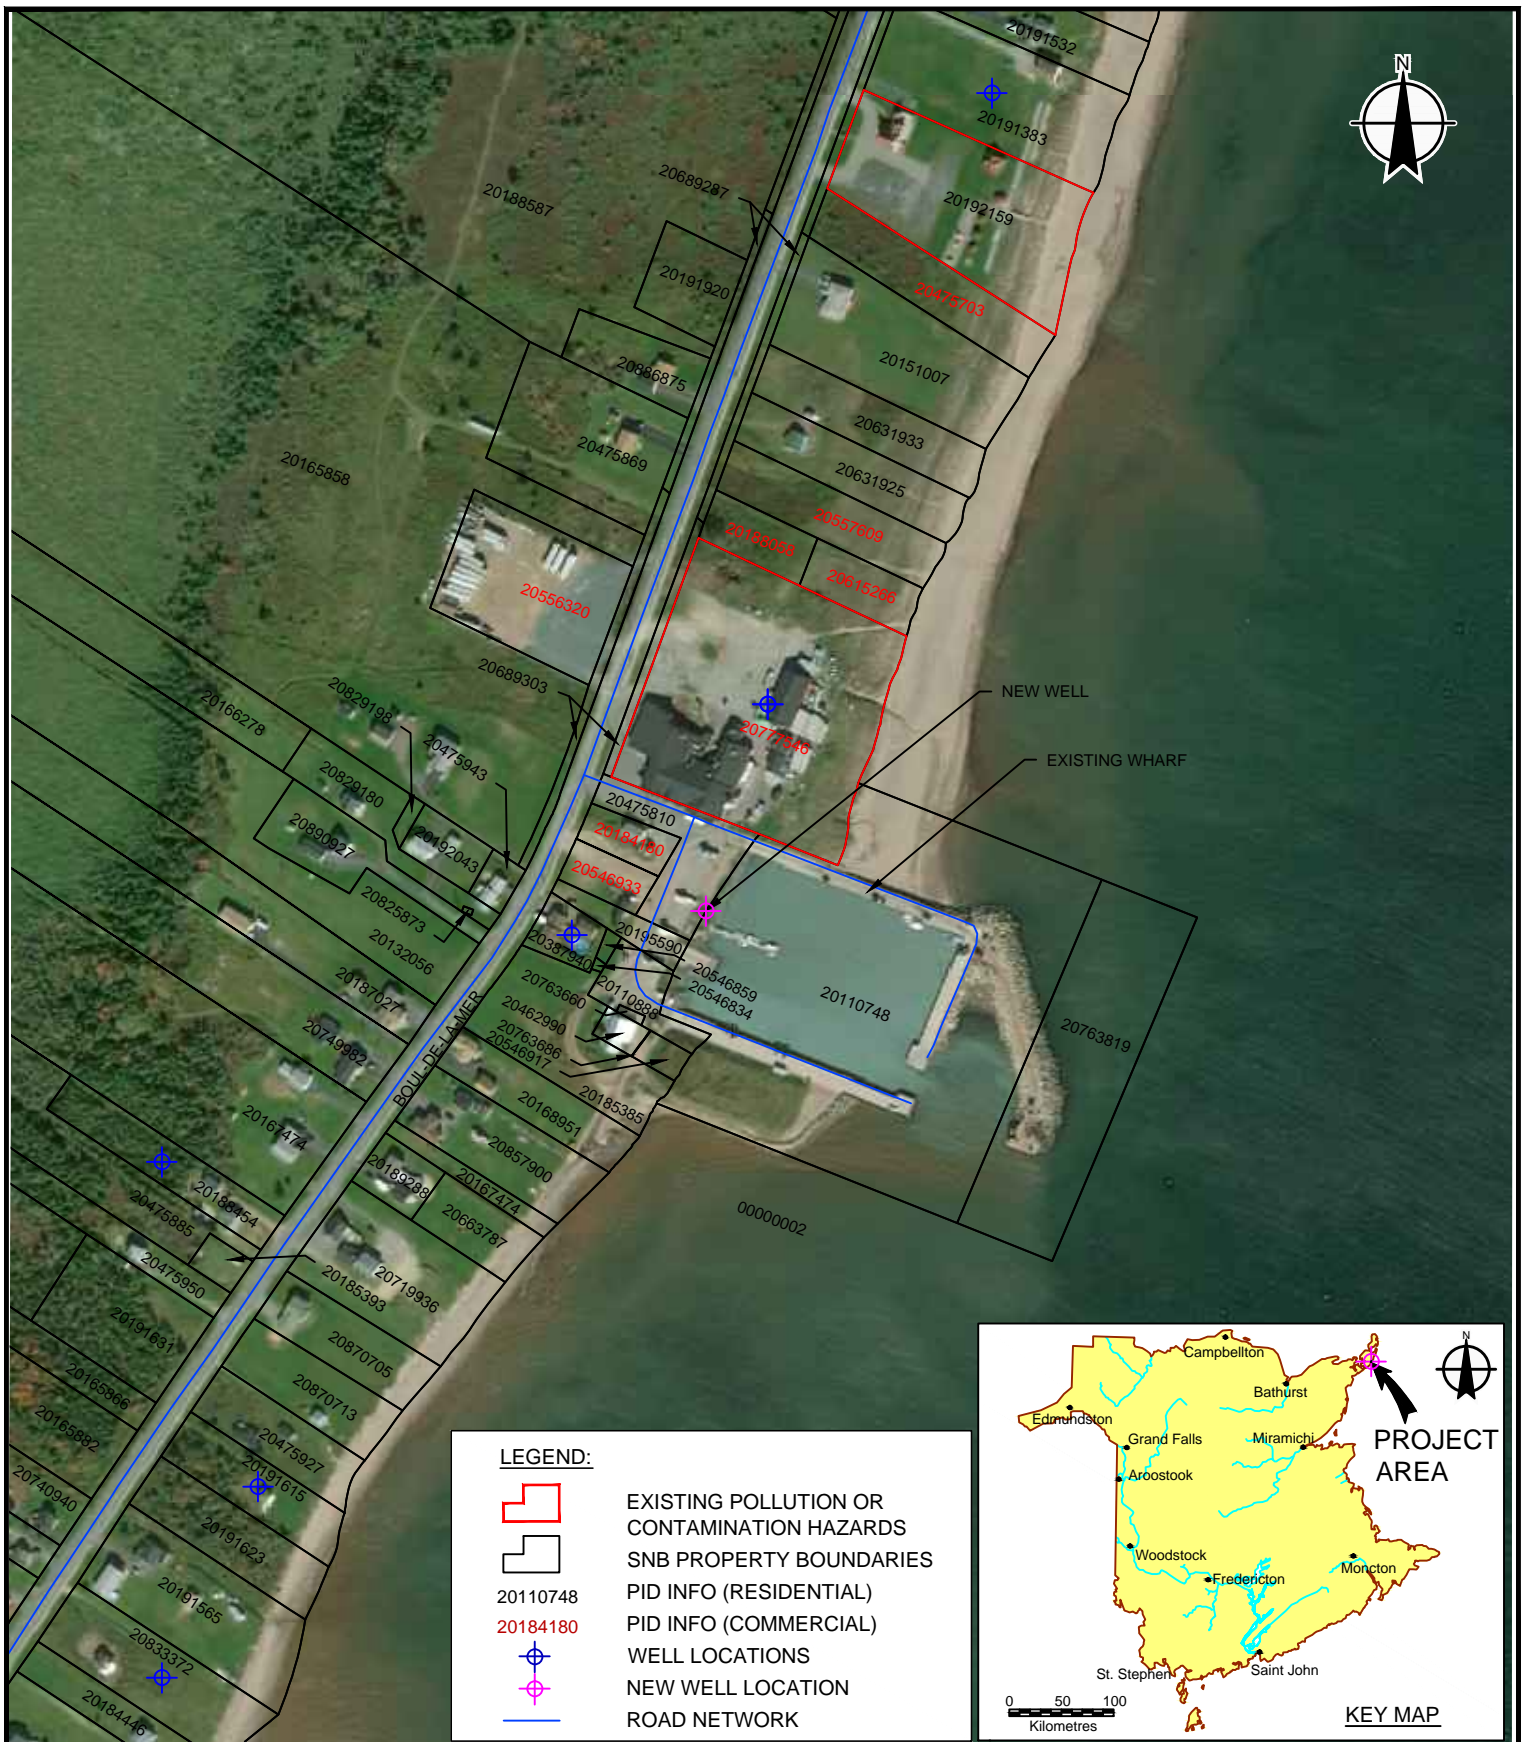 20191532
N
20191383
20689287
20188587
20192159
20191920
20475703
20151007
20886875
20631933
20475869
20165858
20631925
20557609
20158058
20615266
20556320
20689303
NEW WELL
20829198
20166278
20475943
20777546
EXISTING WHARF
20829180
20475810
20890927
20192043
20184180
20546933
20825873
20195590
20132056
20387940
20546859
20546834
20110748
20187027
20763660
20110888
20462990
20763686
20546917
20763819
20749982
BOUL-DE-LA-MER
20185385
20168951
20167474
20857900
20189288
20167474
20663787
20188454
20475885
00000002
20475950
20185393
20719936
20191631
20870705
20165866
20870713
20165882
20475927
20191615
20740940
20191623
20191565
20833372
20184446
LEGEND:
EXISTING POLLUTION OR
CONTAMINATION HAZARDS
SNB PROPERTY BOUNDARIES
20110748 PID INFO (RESIDENTIAL)
20184180 PID INFO (COMMERCIAL)
WELL LOCATIONS
NEW WELL LOCATION
ROAD NETWORK
N
Campbellton
Bathurst
Edmundston
Grand Falls
Miramichi
PROJECT
AREA
Aroostook
Woodstock
Moncton
Fredericton
St. Stephen
Saint John
0 50 100
Kilometres
KEY MAP